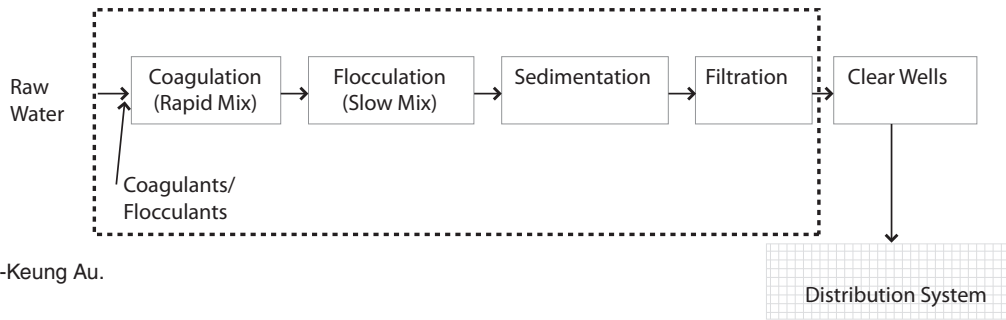 Raw
Water
Coagulation
(Rapid Mix)
Flocculation
(Slow Mix)
Sedimentation
Filtration
Clear Wells
Coagulants/
Flocculants
-Keung Au.
Distribution System